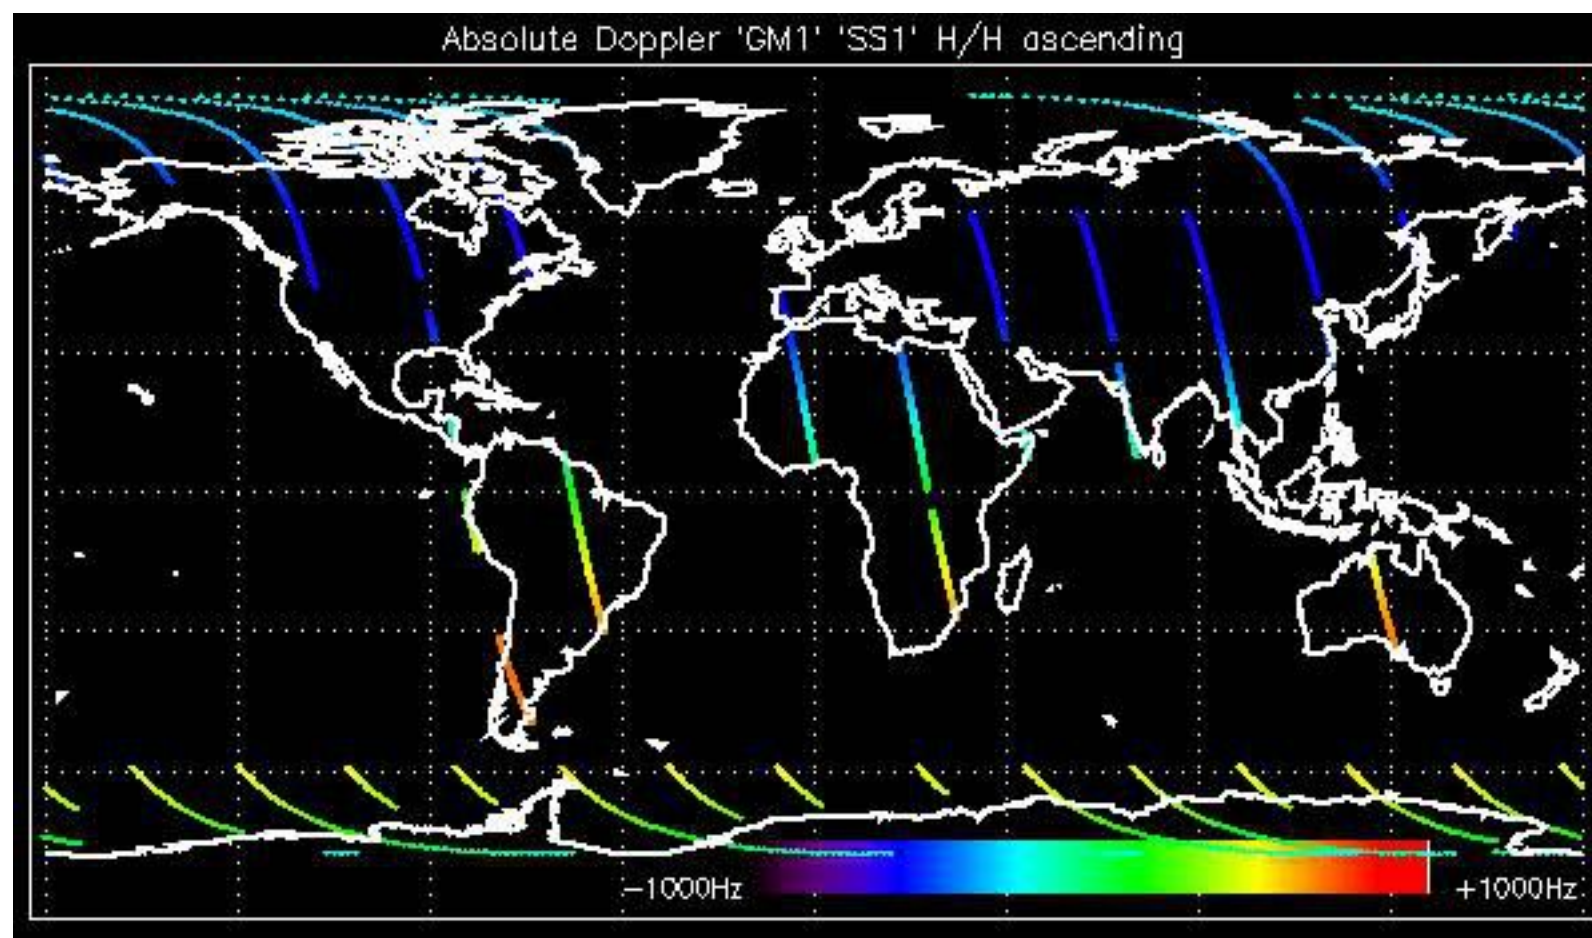 Absolute Doppler 'GM1' 'SS1' H/H ascending
−1000Hz
+1000Hz